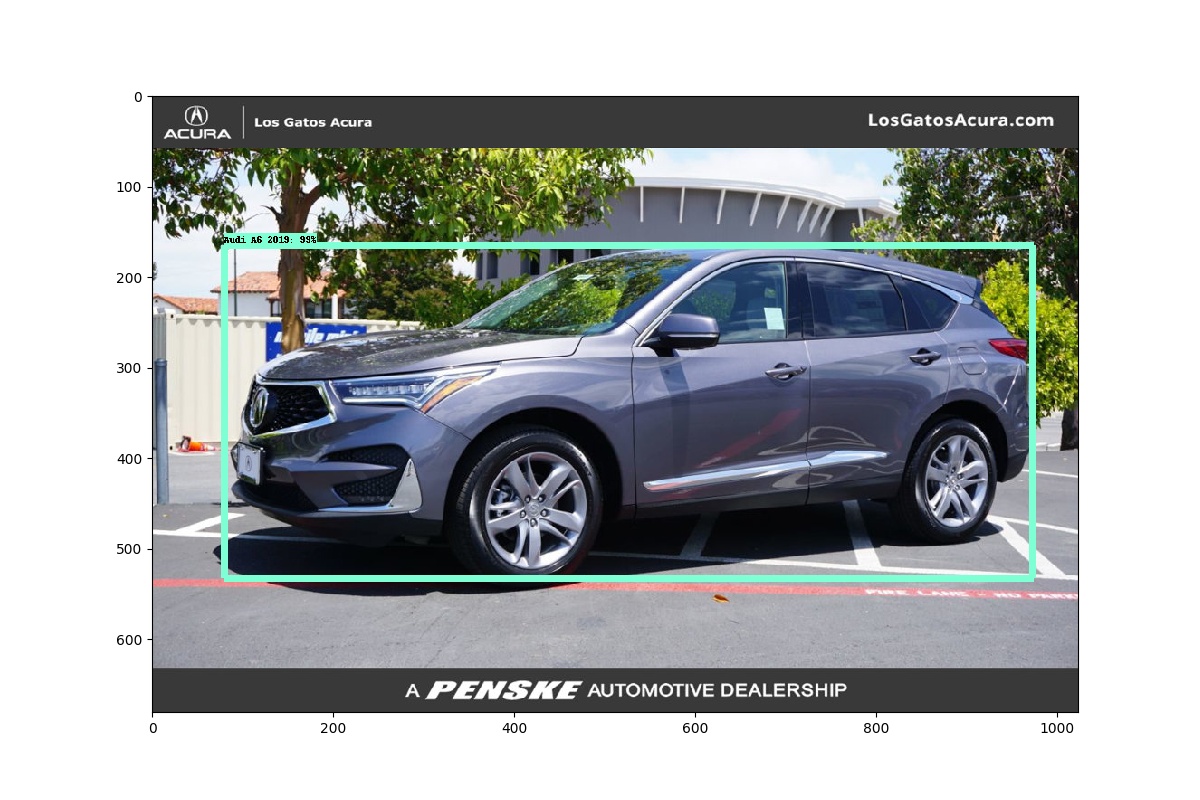 ACURA
Los Gatos Acura
LosGatosAcura.com
Audi A6 2019: 99%
FIRE LANE - NO PARK
A PENSKE AUTOMOTIVE DEALERSHIP
0
100
200
300
400
500
600
0
200
400
600
800
1000